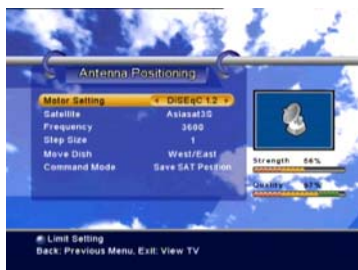 Antenna Positioning
Motor Setting DiSEqC 1.2
Satellite Asiasat3S
Frequency 3600
Step Size 1
Move Dish West/East
Command Mode Save SAT Position
Strength 56%
Quality 97%
Limit Setting
Back: Previous Menu, Exit: View TV